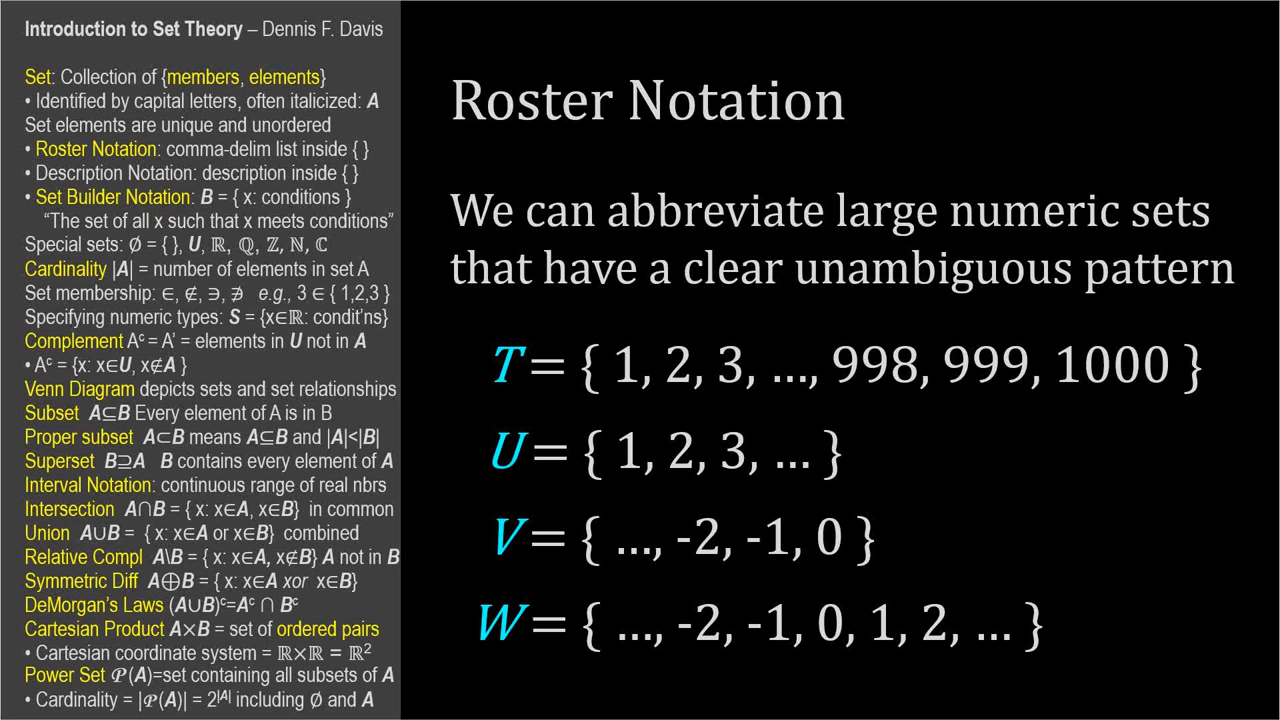 Introduction to Set Theory – Dennis F. Davis
Set: Collection of {members, elements}
• Identified by capital letters, often italicized: A
Set elements are unique and unordered
• Roster Notation: comma-delim list inside { }
• Description Notation: description inside { }
• Set Builder Notation: B = { x: conditions }
“The set of all x such that x meets conditions”
Special sets: ∅ = { }, U, ℝ, ℚ, ℤ, ℕ, ℂ
Cardinality |A| = number of elements in set A
Set membership: ∈, ∉, ∋, ∌ e.g., 3 ∈ { 1,2,3 }
Specifying numeric types: S = {x∈ℝ: condit’ns}
Complement Aᶜ = A’ = elements in U not in A
• Aᶜ = {x: x∈U, x∉A }
Venn Diagram depicts sets and set relationships
Subset A⊆B Every element of A is in B
Proper subset A⊂B means A⊆B and |A|<|B|
Superset B⊇A B contains every element of A
Interval Notation: continuous range of real nbrs
Intersection A∩B = { x: x∈A, x∈B} in common
Union A∪B = { x: x∈A or x∈B} combined
Relative Compl A\B = { x: x∈A, x∉B} A not in B
Symmetric Diff A⊕B = { x: x∈A xor x∈B}
DeMorgan’s Laws (A∪B)ᶜ=Aᶜ ∩ Bᶜ
Cartesian Product A×B = set of ordered pairs
• Cartesian coordinate system = ℝ×ℝ = ℝ²
Power Set 𝒫(A)=set containing all subsets of A
• Cardinality = |𝒫(A)| = 2^|A| including ∅ and A
Roster Notation
We can abbreviate large numeric sets
that have a clear unambiguous pattern
T = { 1, 2, 3, …, 998, 999, 1000 }
U = { 1, 2, 3, … }
V = { …, -2, -1, 0 }
W = { …, -2, -1, 0, 1, 2, … }